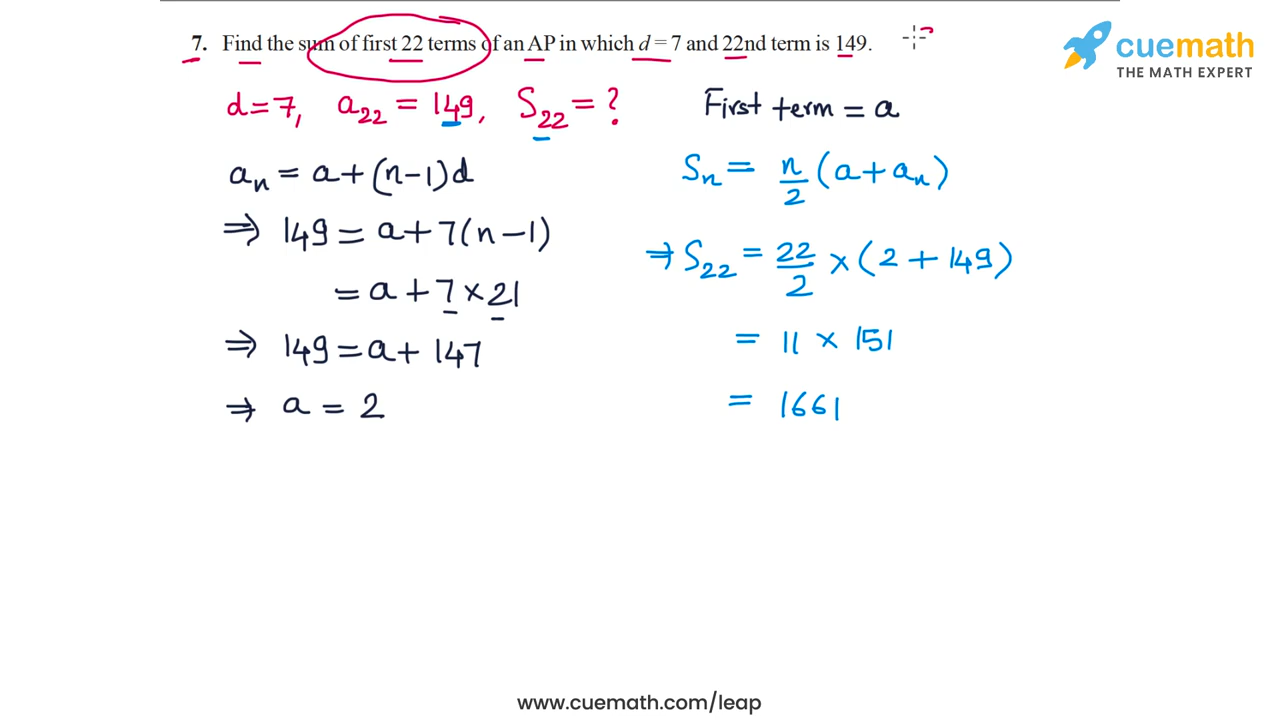 7. Find the sum of first 22 terms of an AP in which d = 7 and 22nd term is 149.
cuemath
THE MATH EXPERT
d=7, a₂₂ = 149, S₂₂ = ?
First term = a
aₙ = a+(n-1)d
⇒ 149 = a+7(n-1)
= a+7×21
⇒ 149=a+147
⇒ a = 2
Sₙ = n/2 (a+aₙ)
⇒ S₂₂ = 22/2 × (2+149)
= 11 × 151
= 1661
www.cuemath.com/leap